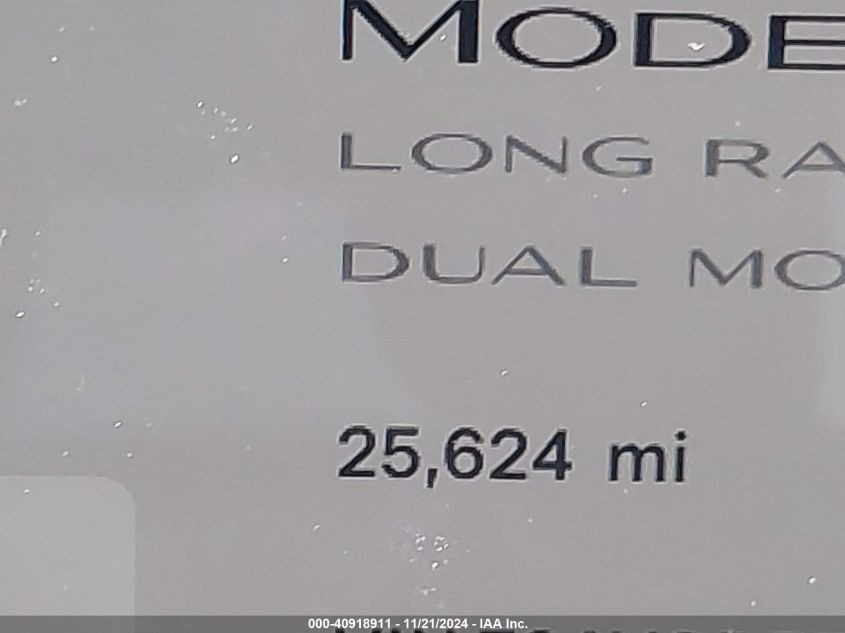 MODE
LONG RA
DUAL MO
25,624 mi
000-40918911 - 11/21/2024 - IAA Inc.